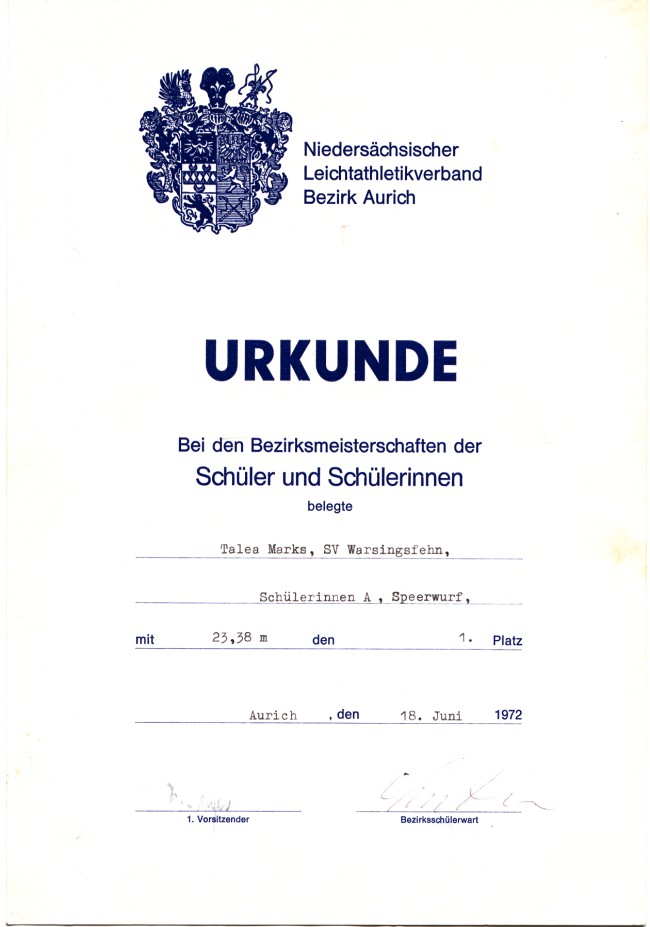 Niedersächsischer
Leichtathletikverband
Bezirk Aurich
URKUNDE
Bei den Bezirksmeisterschaften der
Schüler und Schülerinnen
belegte
Talea Marks, SV Warsingsfehn,
Schülerinnen A , Speerwurf,
mit 23,38 m den 1. Platz
Aurich , den 18. Juni 1972
1. Vorsitzender Bezirksschülerwart